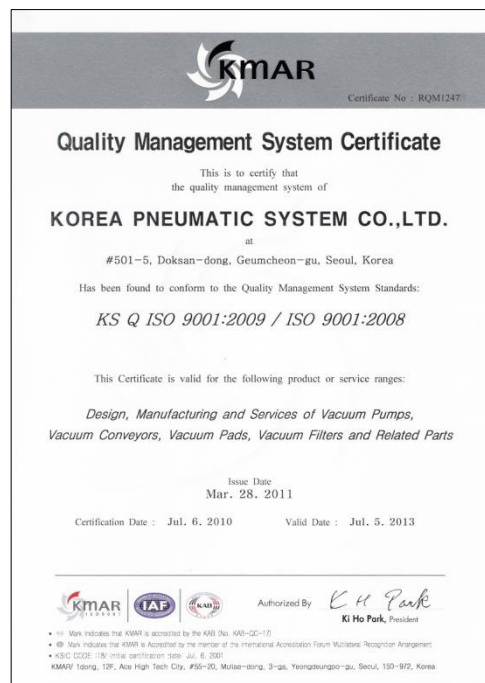 KMAR
Certificate No : RQM1247
Quality Management System Certificate
This is to certify that
the quality management system of
KOREA PNEUMATIC SYSTEM CO.,LTD.
at
#501-5, Doksan-dong, Geumcheon-gu, Seoul, Korea
Has been found to conform to the Quality Management System Standards:
KS Q ISO 9001:2009 / ISO 9001:2008
This Certificate is valid for the following product or service ranges:
Design, Manufacturing and Services of Vacuum Pumps,
Vacuum Conveyors, Vacuum Pads, Vacuum Filters and Related Parts
Issue Date
Mar. 28. 2011
Certification Date : Jul. 6. 2010 Valid Date : Jul. 5. 2013
KMAR IAF KAB Authorized By K H Park
Ki Ho Park, President
Mark indicates that KMAR is accredited by the KAB (No. KAB-QC-17)
Mark indicates that KMAR is Accredited by the member of the International Accreditation Forum Multilateral Recognition Arrangement
KSIC CODE :18/ Initial certification date: Jul. 6. 2001
KMAR/ 1dong, 12F, Ace High Tech City, #55-20, Mullae-dong, 3-ga, Yeongdeungpo-gu, Seoul, 150-972, Korea